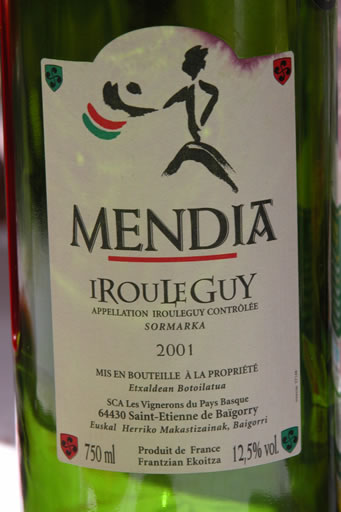 MENDIA
IROULEGUY
APPELLATION IROULEGUY CONTRÔLÉE
SORMARKA
2001
MIS EN BOUTEILLE À LA PROPRIÉTÉ
Etxaldean Botoilatua
SCA Les Vignerons du Pays Basque
64430 Saint-Etienne de Baïgorry
Euskal Herriko Makastizainak, Baigorri
750 ml Produit de France 12,5% vol.
Frantzian Ekoitza